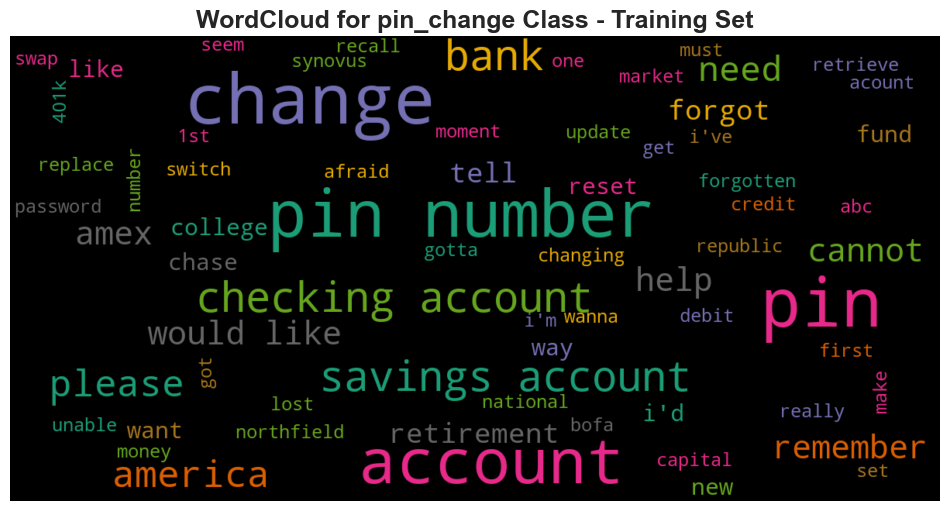 WordCloud for pin_change Class - Training Set
seem
recall
bank
one
must
swap
like
synovus
market
need
retrieve
acount
401k
change
forgot
1st
moment
update
i've
fund
get
replace
number
switch
afraid
tell
reset
forgotten
password
pin number
credit
abc
amex
college
gotta
changing
republic
cannot
chase
help
pin
checking account
would like
i'm
wanna
debit
way
first
please
got
savings account
make
lost
national
i'd
really
unable
want
northfield
retirement
bofa
remember
money
america
account
capital
set
new